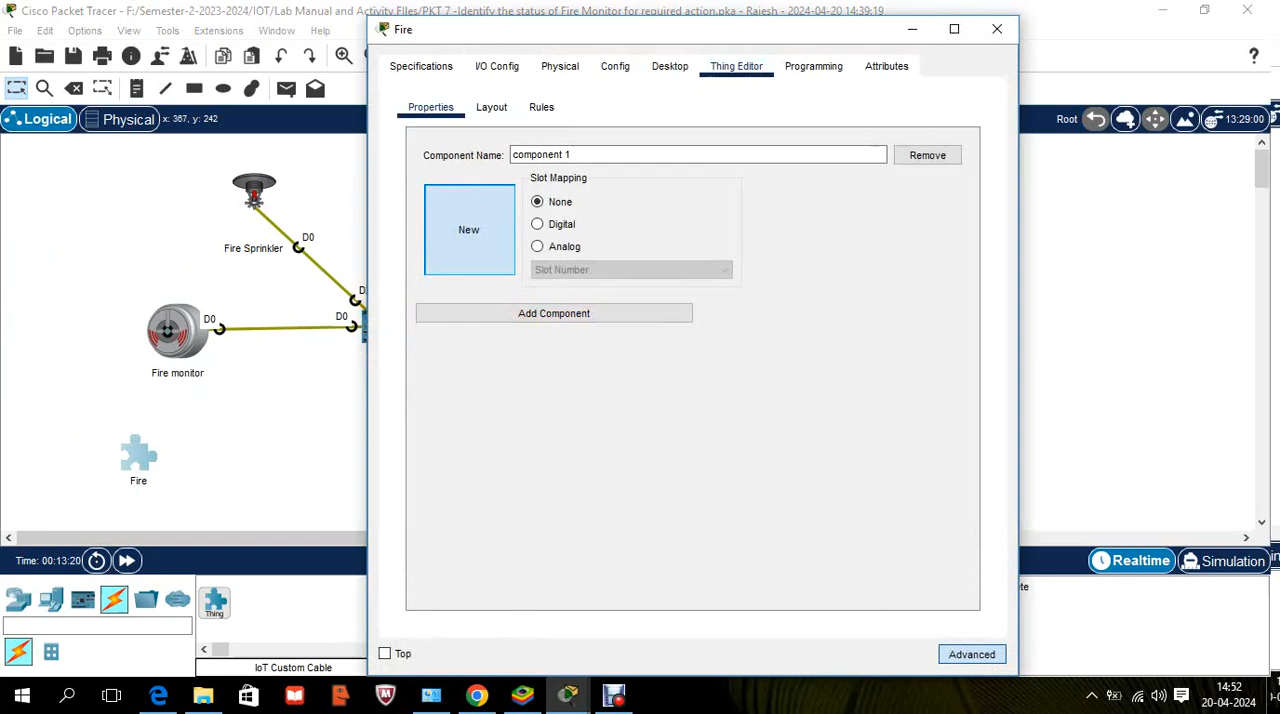 Cisco Packet Tracer - F:/Semester-2-2023-2024/IOT/Lab Manual and Activity Files/PKT 7 -Identify the status of Fire Monitor for required action.pka - Rajesh - 2024-04-20 14:39:19
File Edit Options View Tools Extensions Window Help
Logical Physical x: 367, y: 242
Root 13:29:00
Fire
Specifications I/O Config Physical Config Desktop Thing Editor Programming Attributes
Properties Layout Rules
Component Name: component 1 Remove
Slot Mapping
New
None
Digital
Analog
Slot Number
Add Component
Top
Advanced
D0
Fire Sprinkler
D0
D0
Fire monitor
Fire
Time: 00:13:20
Realtime Simulation
Thing
IoT Custom Cable
14:52
20-04-2024